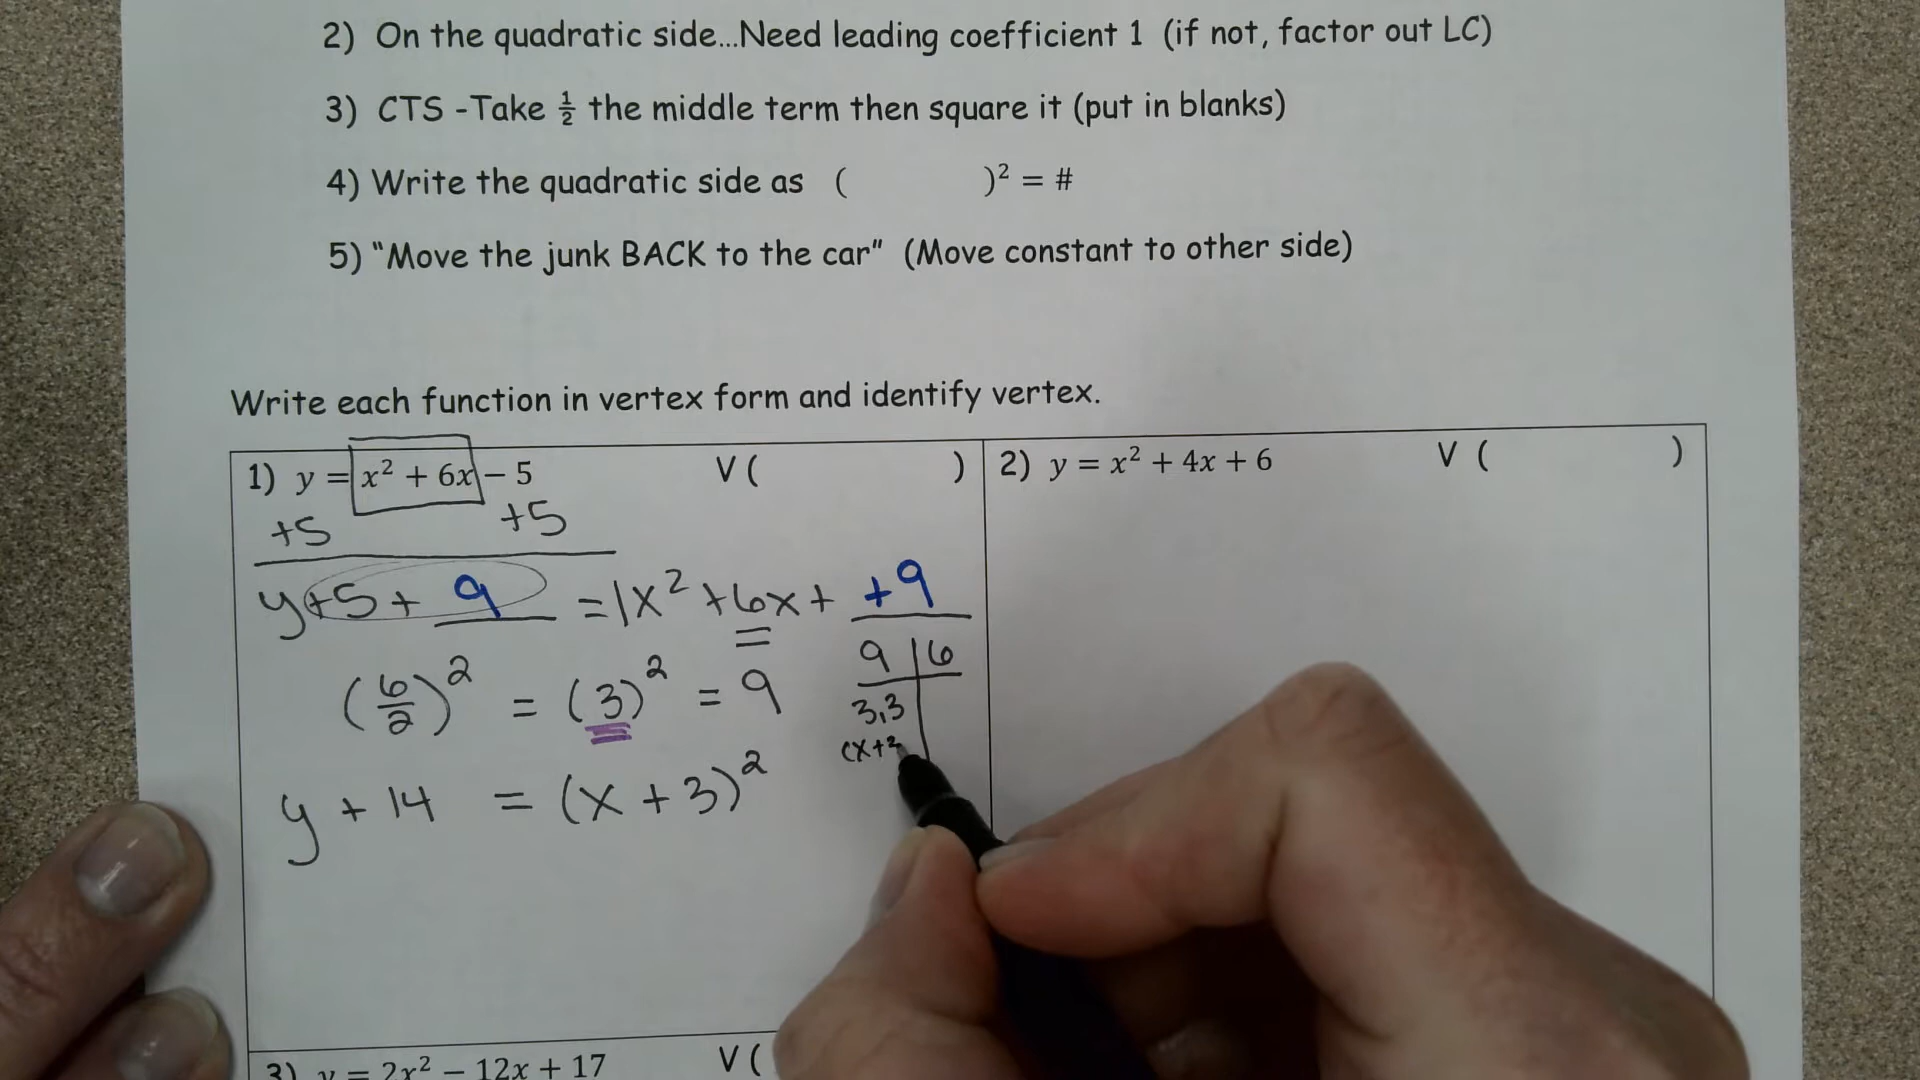 2) On the quadratic side...Need leading coefficient 1 (if not, factor out LC)
3) CTS -Take ½ the middle term then square it (put in blanks)
4) Write the quadratic side as ( )² = #
5) "Move the junk BACK to the car" (Move constant to other side)
Write each function in vertex form and identify vertex.
1) y = x² + 6x - 5 V ( )
+5 +5
y+5+ 9 = 1x² +6x+ +9
9 | 6
(6/2)² = (3)² = 9
3,3
(x+3
y + 14 = (x + 3)²
2) y = x² + 4x + 6 V ( )
3) y = 2x² - 12x + 17 V (